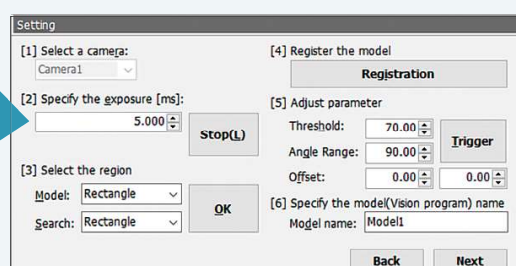 Setting
[1] Select a camera:
Camera1
[2] Specify the exposure [ms]:
5.000
Stop(L)
[3] Select the region
Model: Rectangle
Search: Rectangle
OK
[4] Register the model
Registration
[5] Adjust parameter
Threshold: 70.00
Angle Range: 90.00
Trigger
Offset: 0.00 0.00
[6] Specify the model(Vision program) name
Model name: Model1
Back Next